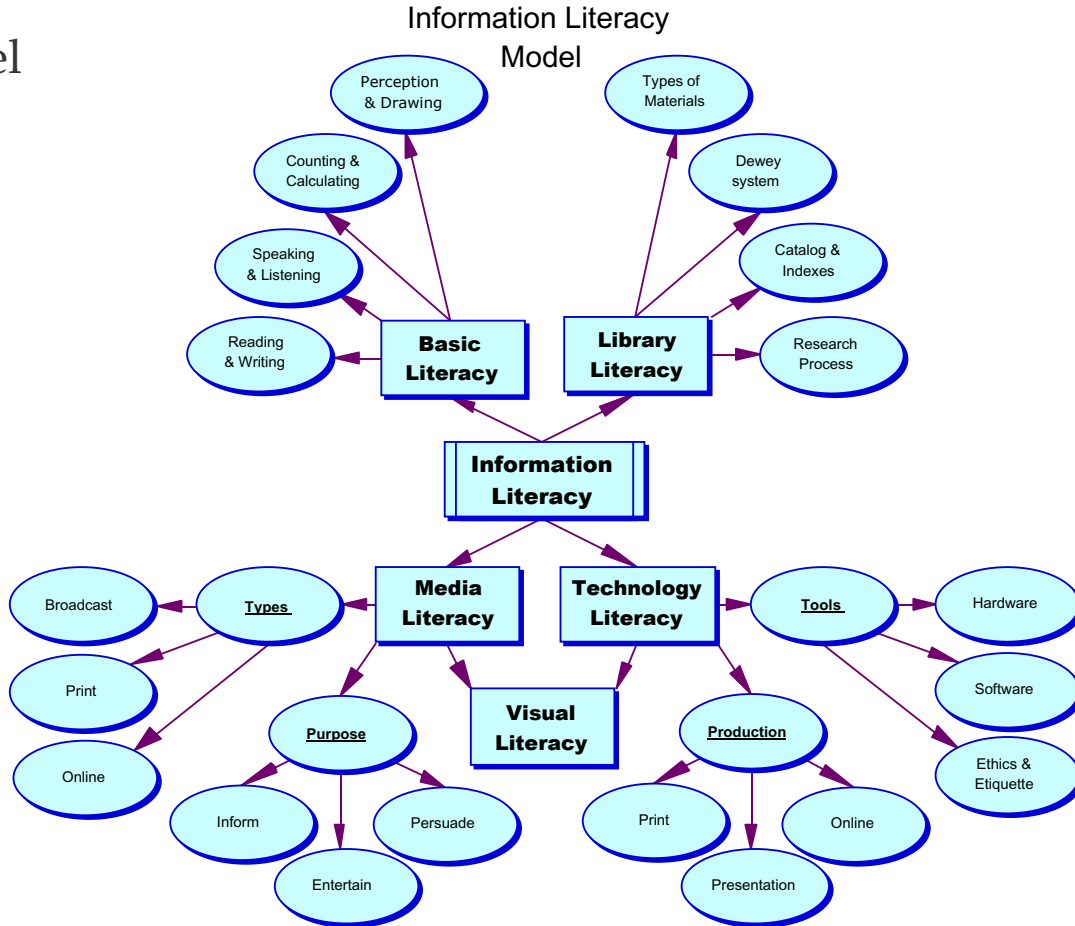 Information Literacy
Model
el
Perception
& Drawing
Types of
Materials
Counting &
Calculating
Dewey
system
Speaking
& Listening
Catalog &
Indexes
Reading
& Writing
Basic
Literacy
Library
Literacy
Research
Process
Information
Literacy
Broadcast
Types
Media
Literacy
Technology
Literacy
Tools
Hardware
Print
Software
Visual
Literacy
Purpose
Production
Online
Ethics &
Etiquette
Inform
Persuade
Print
Online
Entertain
Presentation